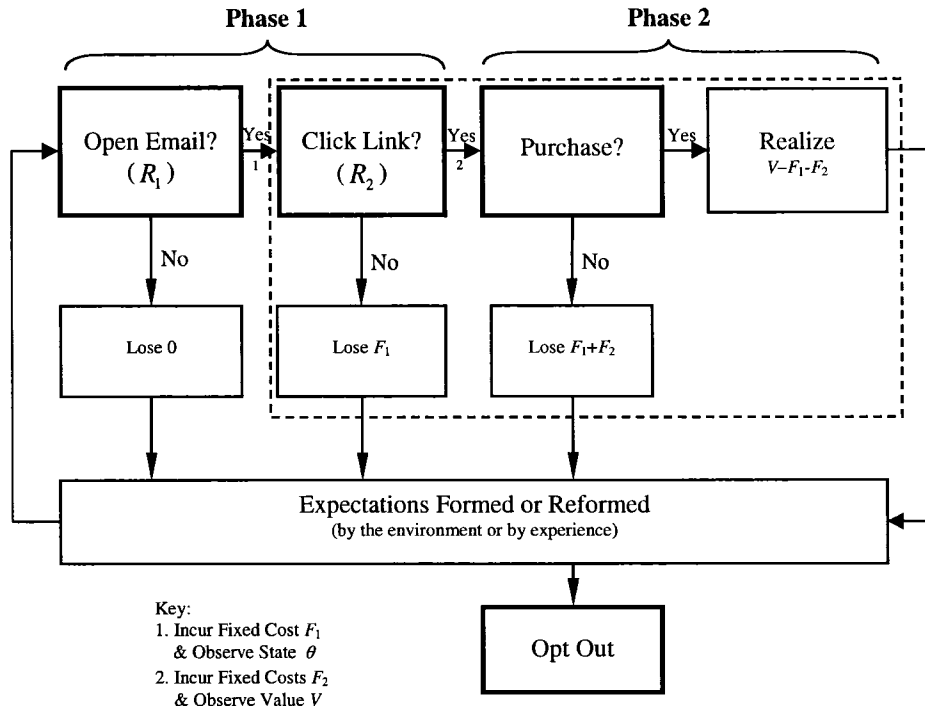 Phase 1
Phase 2
Open Email?
(R₁)
Yes
1
Click Link?
(R₂)
Yes
2
Purchase?
Yes
Realize
V–F₁-F₂
No
No
No
Lose 0
Lose F₁
Lose F₁+F₂
Expectations Formed or Reformed
(by the environment or by experience)
Opt Out
Key:
1. Incur Fixed Cost F₁
& Observe State θ
2. Incur Fixed Costs F₂
& Observe Value V